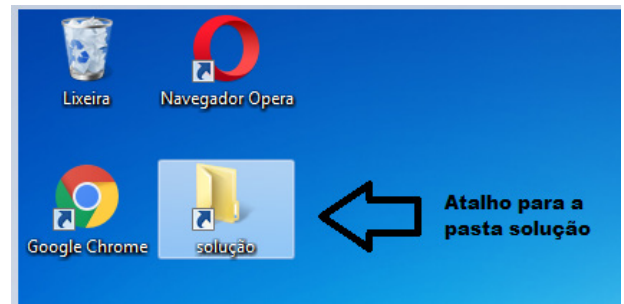 Lixeira
Navegador Opera
Google Chrome
solução
Atalho para a
pasta solução